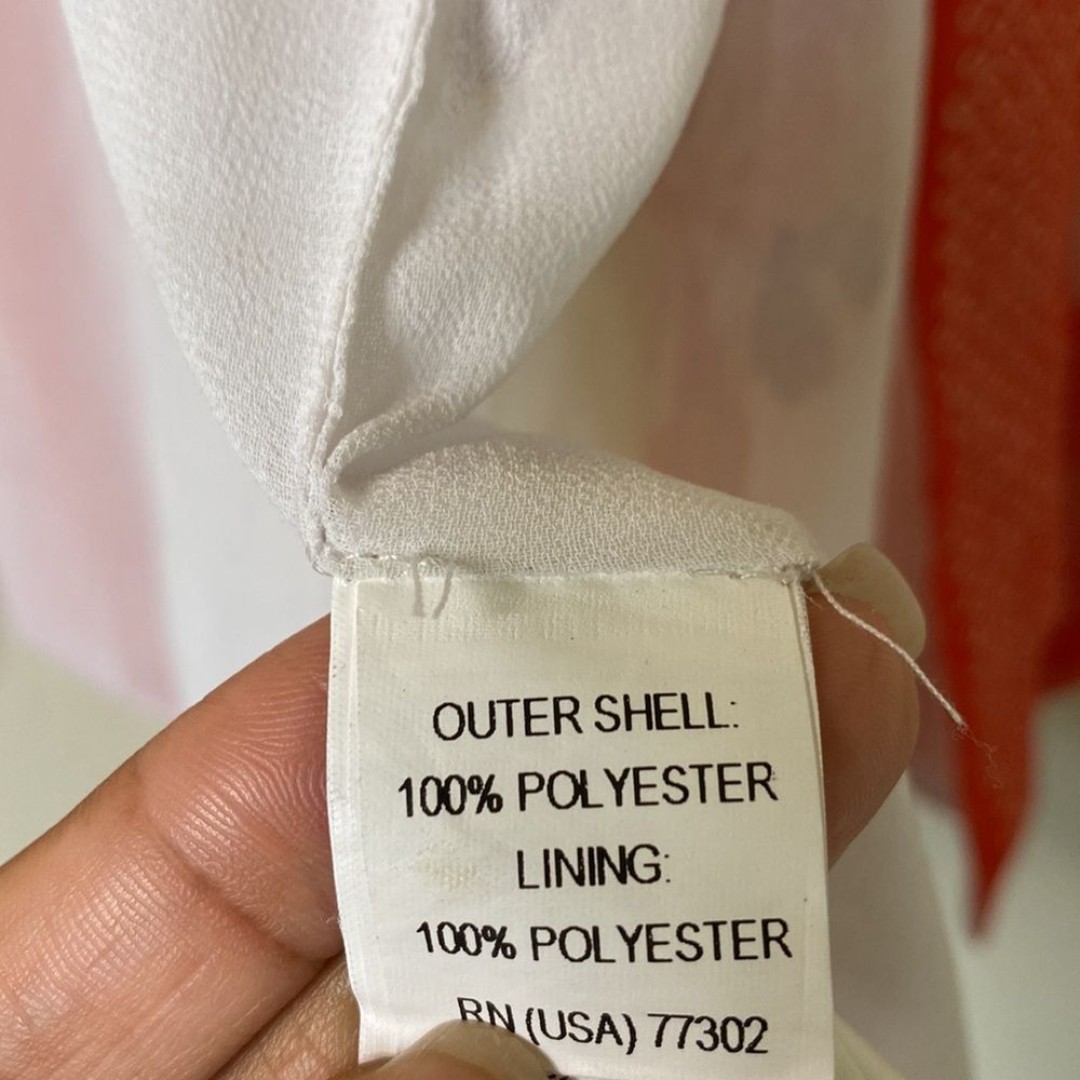 OUTER SHELL:
100% POLYESTER
LINING:
100% POLYESTER
RN (USA) 77302